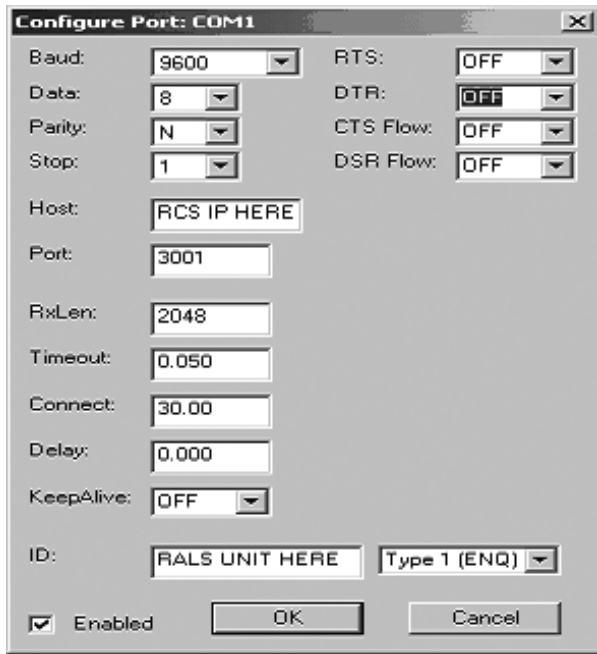 Configure Port: COM1
Baud: 9600 RTS: OFF
Data: 8 DTR: OFF
Parity: N CTS Flow: OFF
Stop: 1 DSR Flow: OFF
Host: RCS IP HERE
Port: 3001
RxLen: 2048
Timeout: 0.050
Connect: 30.00
Delay: 0.000
KeepAlive: OFF
ID: RALS UNIT HERE Type 1 (ENQ)
Enabled OK Cancel